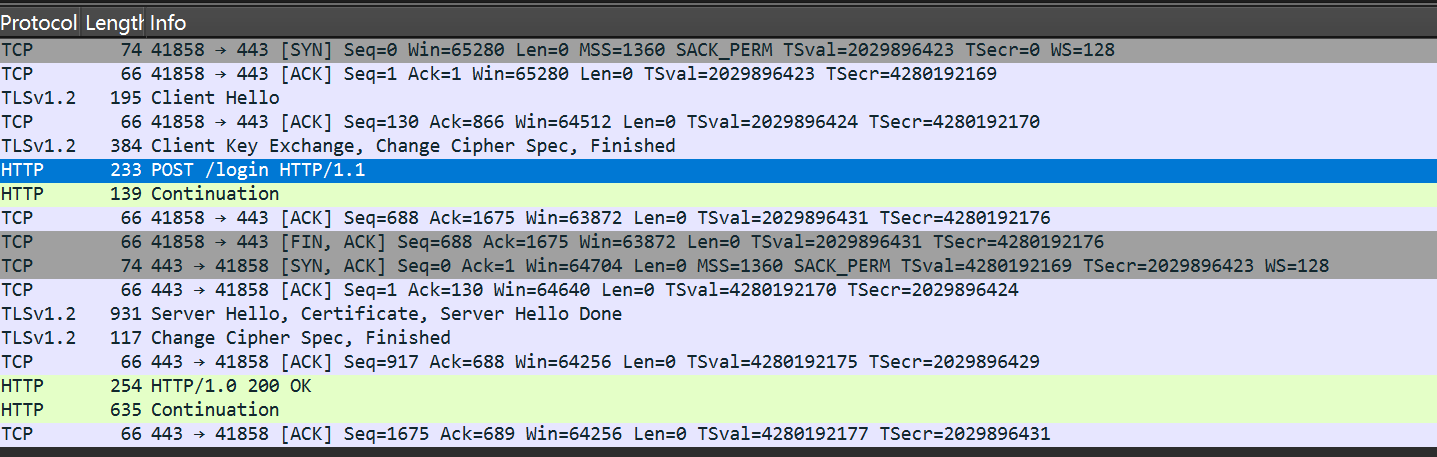 Protocol Length Info
TCP 74 41858 → 443 [SYN] Seq=0 Win=65280 Len=0 MSS=1360 SACK_PERM TSval=2029896423 TSecr=0 WS=128
TCP 66 41858 → 443 [ACK] Seq=1 Ack=1 Win=65280 Len=0 TSval=2029896423 TSecr=4280192169
TLSv1.2 195 Client Hello
TCP 66 41858 → 443 [ACK] Seq=130 Ack=866 Win=64512 Len=0 TSval=2029896424 TSecr=4280192170
TLSv1.2 384 Client Key Exchange, Change Cipher Spec, Finished
HTTP 233 POST /login HTTP/1.1
HTTP 139 Continuation
TCP 66 41858 → 443 [ACK] Seq=688 Ack=1675 Win=63872 Len=0 TSval=2029896431 TSecr=4280192176
TCP 66 41858 → 443 [FIN, ACK] Seq=688 Ack=1675 Win=63872 Len=0 TSval=2029896431 TSecr=4280192176
TCP 74 443 → 41858 [SYN, ACK] Seq=0 Ack=1 Win=64704 Len=0 MSS=1360 SACK_PERM TSval=4280192169 TSecr=2029896423 WS=128
TCP 66 443 → 41858 [ACK] Seq=1 Ack=130 Win=64640 Len=0 TSval=4280192170 TSecr=2029896424
TLSv1.2 931 Server Hello, Certificate, Server Hello Done
TLSv1.2 117 Change Cipher Spec, Finished
TCP 66 443 → 41858 [ACK] Seq=917 Ack=688 Win=64256 Len=0 TSval=4280192175 TSecr=2029896429
HTTP 254 HTTP/1.0 200 OK
HTTP 635 Continuation
TCP 66 443 → 41858 [ACK] Seq=1675 Ack=689 Win=64256 Len=0 TSval=4280192177 TSecr=2029896431